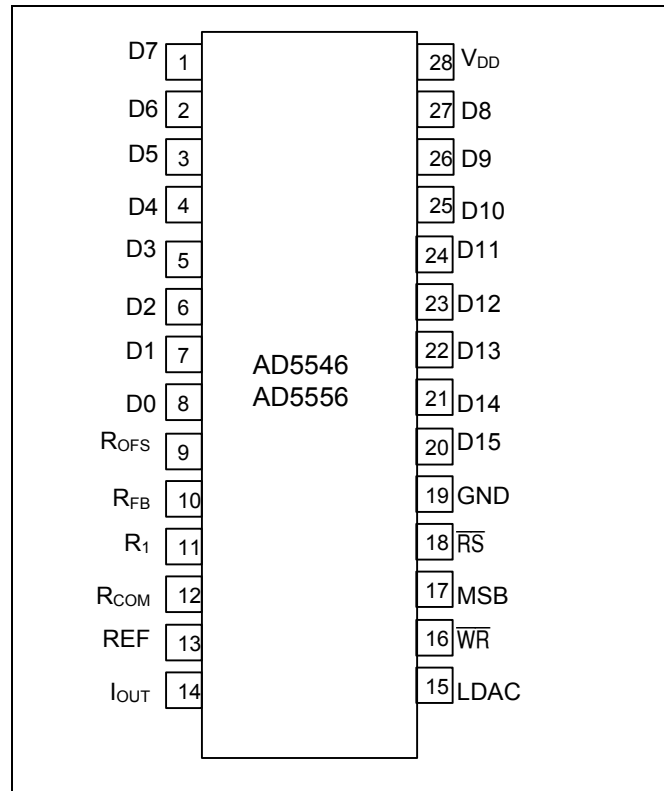 D7 1 28 VDD
D6 2 27 D8
D5 3 26 D9
D4 4 25 D10
D3 5 24 D11
D2 6 23 D12
D1 7 22 D13
AD5546
AD5556
D0 8 21 D14
ROFS 9 20 D15
RFB 10 19 GND
R1 11 18 R̅S̅
RCOM 12 17 MSB
REF 13 16 W̅R̅
IOUT 14 15 LDAC